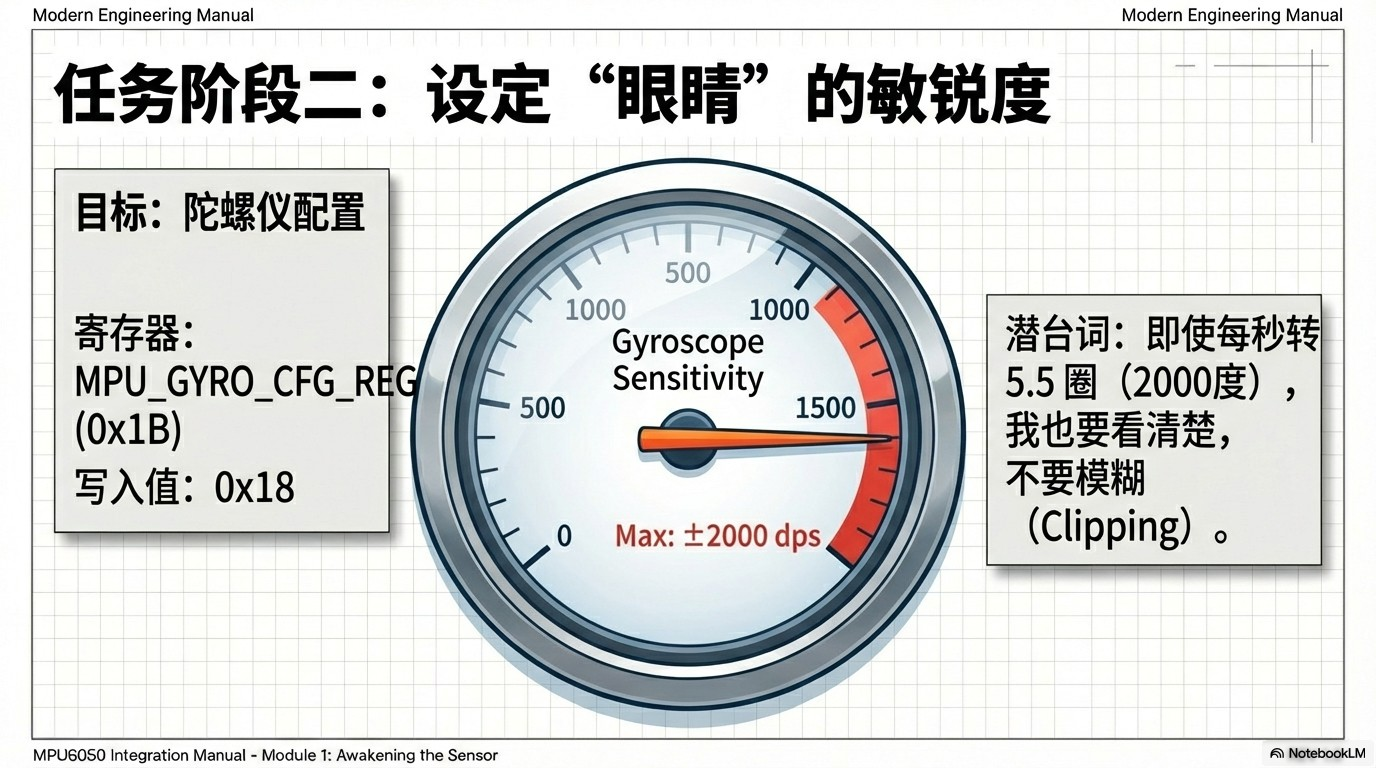 Modern Engineering Manual
Modern Engineering Manual
任务阶段二：设定“眼睛”的敏锐度
目标：陀螺仪配置
寄存器：
MPU_GYRO_CFG_REG
(0x1B)
写入值：0x18
500
1000
1000
Gyroscope
Sensitivity
500
1500
0
Max: ±2000 dps
潜台词：即使每秒转
5.5 圈（2000度），
我也要看清楚，
不要模糊
（Clipping）。
MPU60S0 Integration Manual - Module 1: Awakening the Sensor
NotebookLM